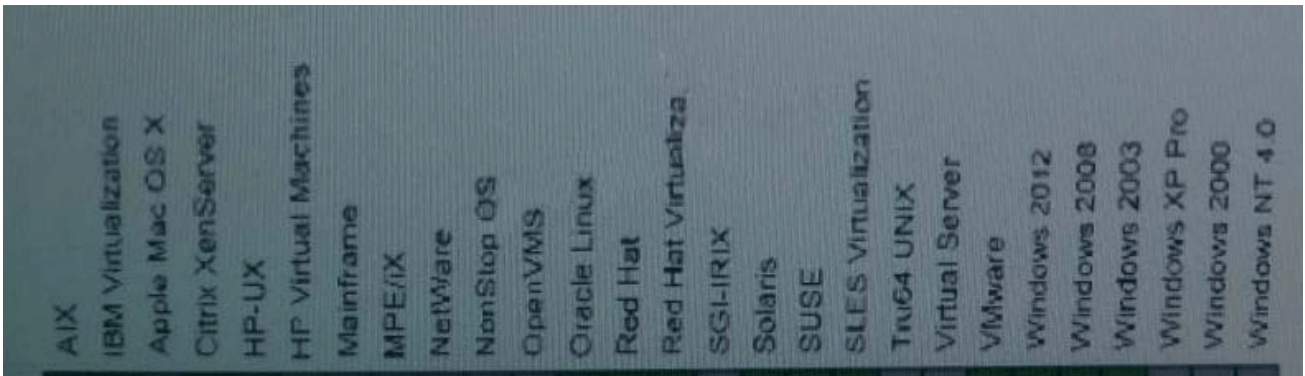 AIX
IBM Virtualization
Apple Mac OS X
Citrix XenServer
HP-UX
HP Virtual Machines
Mainframe
MPE/iX
NetWare
NonStop OS
OpenVMS
Oracle Linux
Red Hat
Red Hat Virtualiza
SGI-IRIX
Solaris
SUSE
SLES Virtualization
Tru64 UNIX
Virtual Server
VMware
Windows 2012
Windows 2008
Windows 2003
Windows XP Pro
Windows 2000
Windows NT 4.0